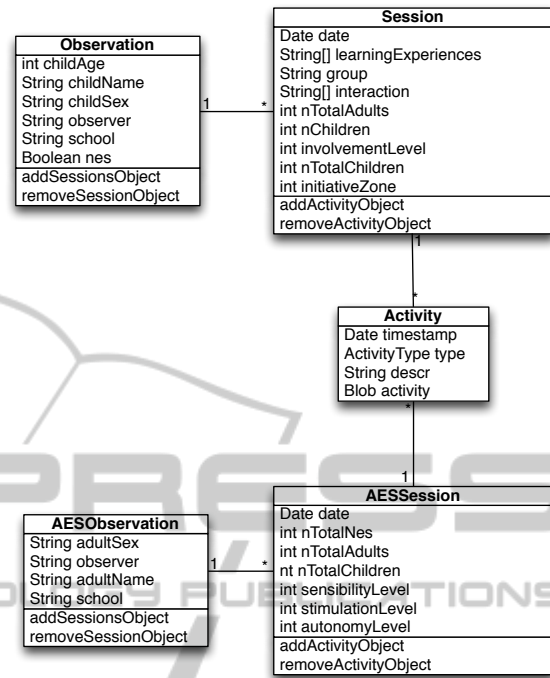 Observation
int childAge
String childName
String childSex
String observer
String school
Boolean nes
addSessionsObject
removeSessionObject
1
*
Session
Date date
String[] learningExperiences
String group
String[] interaction
int nTotalAdults
int nChildren
int involvementLevel
int nTotalChildren
int initiativeZone
addActivityObject
removeActivityObject
1
*
Activity
Date timestamp
ActivityType type
String descr
Blob activity
*
1
AESSession
Date date
int nTotalNes
int nTotalAdults
nt nTotalChildren
int sensibilityLevel
int stimulationLevel
int autonomyLevel
addActivityObject
removeActivityObject
AESObservation
String adultSex
String observer
String adultName
String school
addSessionsObject
removeSessionObject
1
*
PRESS
OLOGY PUBLICATIONS